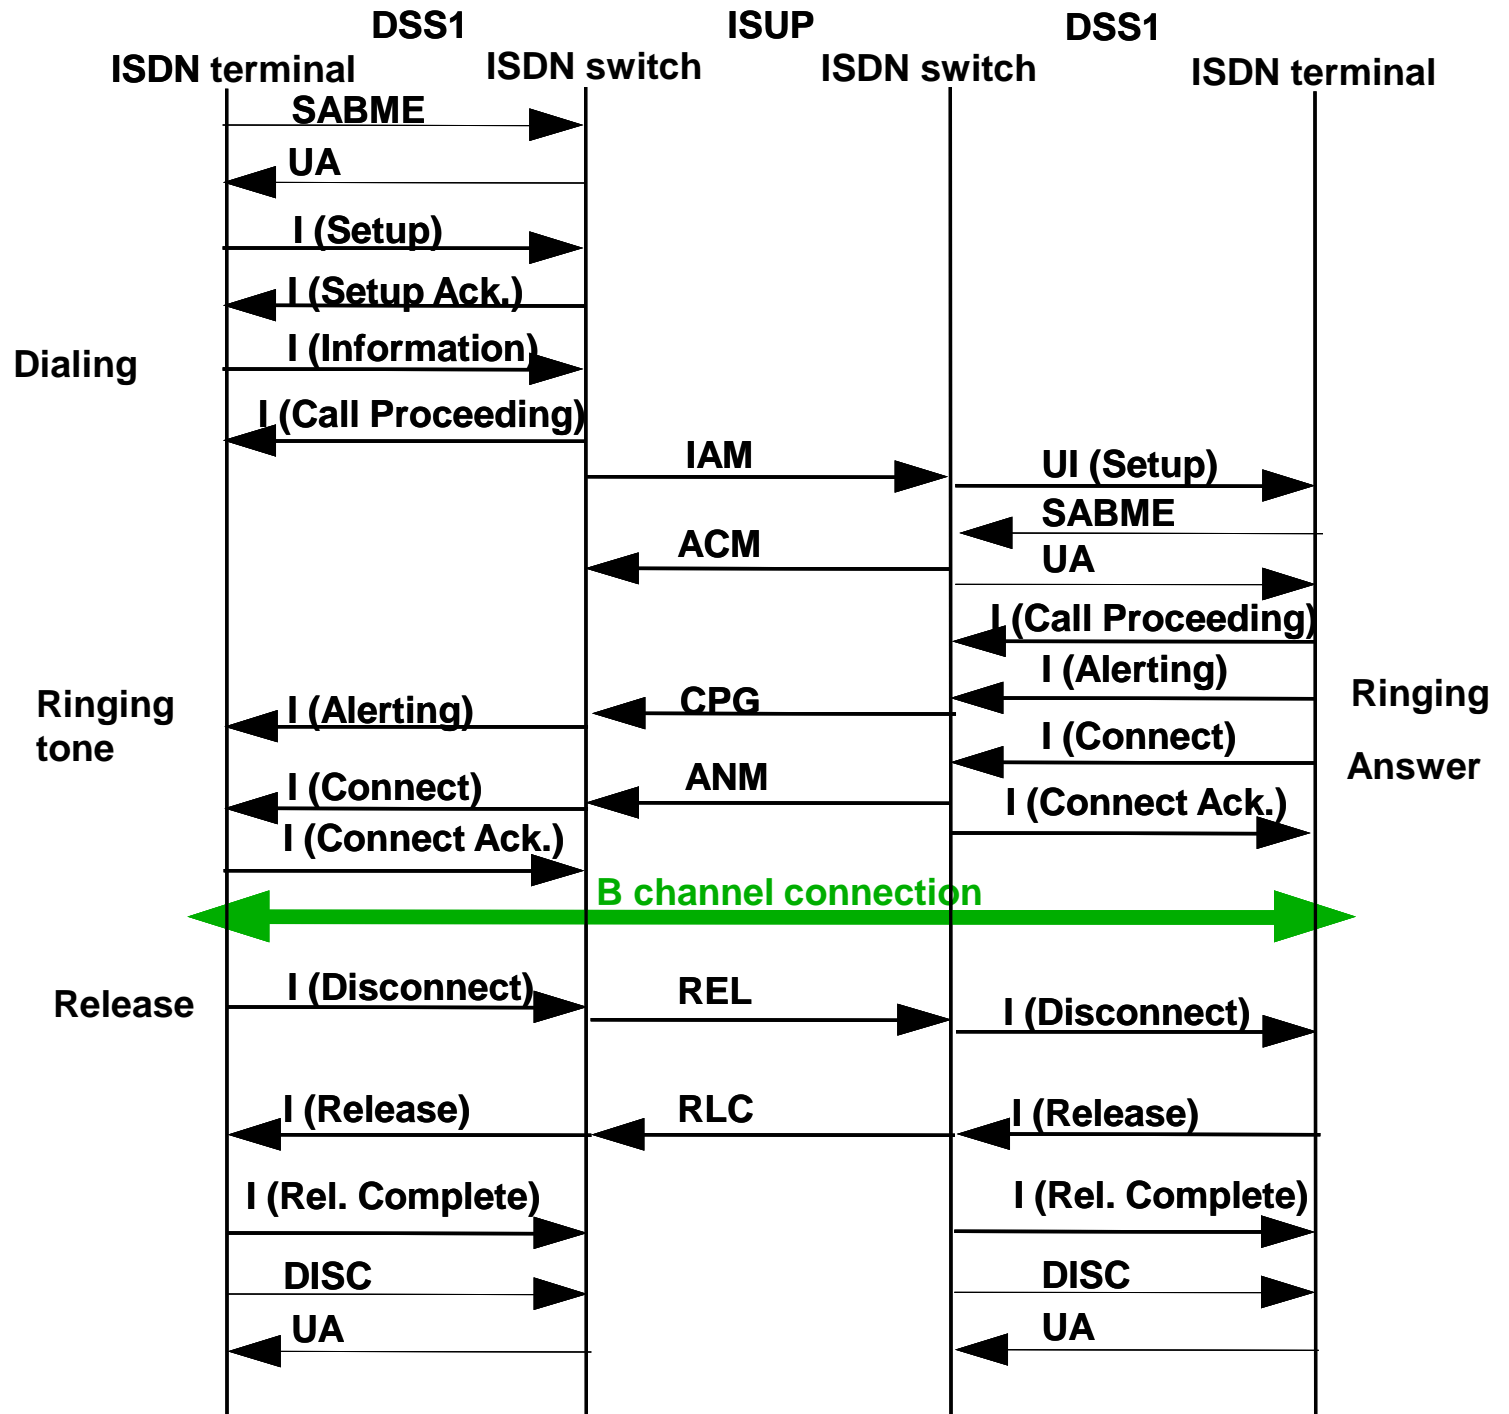 DSS1 ISUP DSS1
ISDN terminal ISDN switch ISDN switch ISDN terminal
SABME
UA
I (Setup)
I (Setup Ack.)
Dialing I (Information)
I (Call Proceeding)
IAM UI (Setup)
SABME
ACM UA
I (Call Proceeding)
I (Alerting)
Ringing I (Alerting) CPG Ringing
tone I (Connect)
I (Connect) ANM Answer
I (Connect Ack.)
I (Connect Ack.)
B channel connection
Release I (Disconnect) REL I (Disconnect)
I (Release) RLC I (Release)
I (Rel. Complete) I (Rel. Complete)
DISC DISC
UA UA